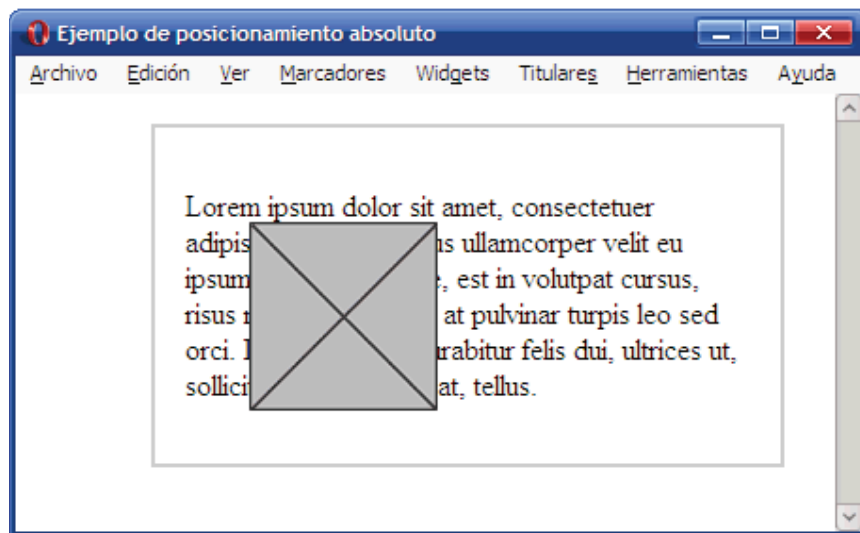 Ejemplo de posicionamiento absoluto
Archivo Edición Ver Marcadores Widgets Titulares Herramientas Ayuda
Lorem ipsum dolor sit amet, consectetuer
adipis us ullamcorper velit eu
ipsum , est in volutpat cursus,
risus at pulvinar turpis leo sed
orci. urabitur felis dui, ultrices ut,
sollici at, tellus.